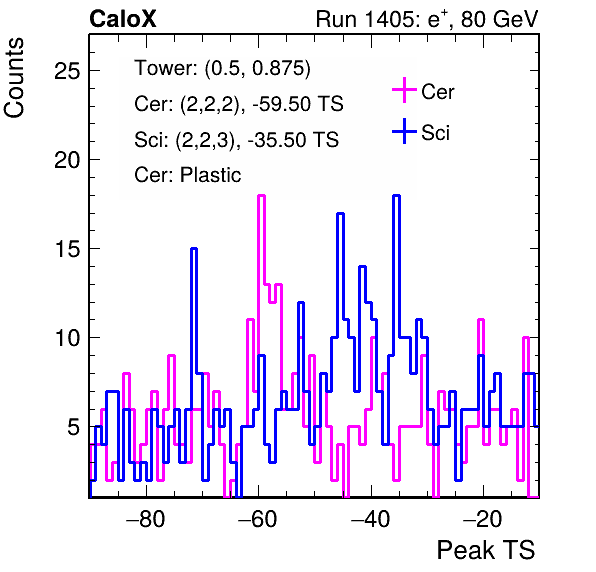 CaloX Run 1405: e+, 80 GeV
Counts
Tower: (0.5, 0.875)
Cer: (2,2,2), -59.50 TS
Sci: (2,2,3), -35.50 TS
Cer: Plastic
Cer
Sci
25
20
15
10
5
−80 −60 −40 −20
Peak TS